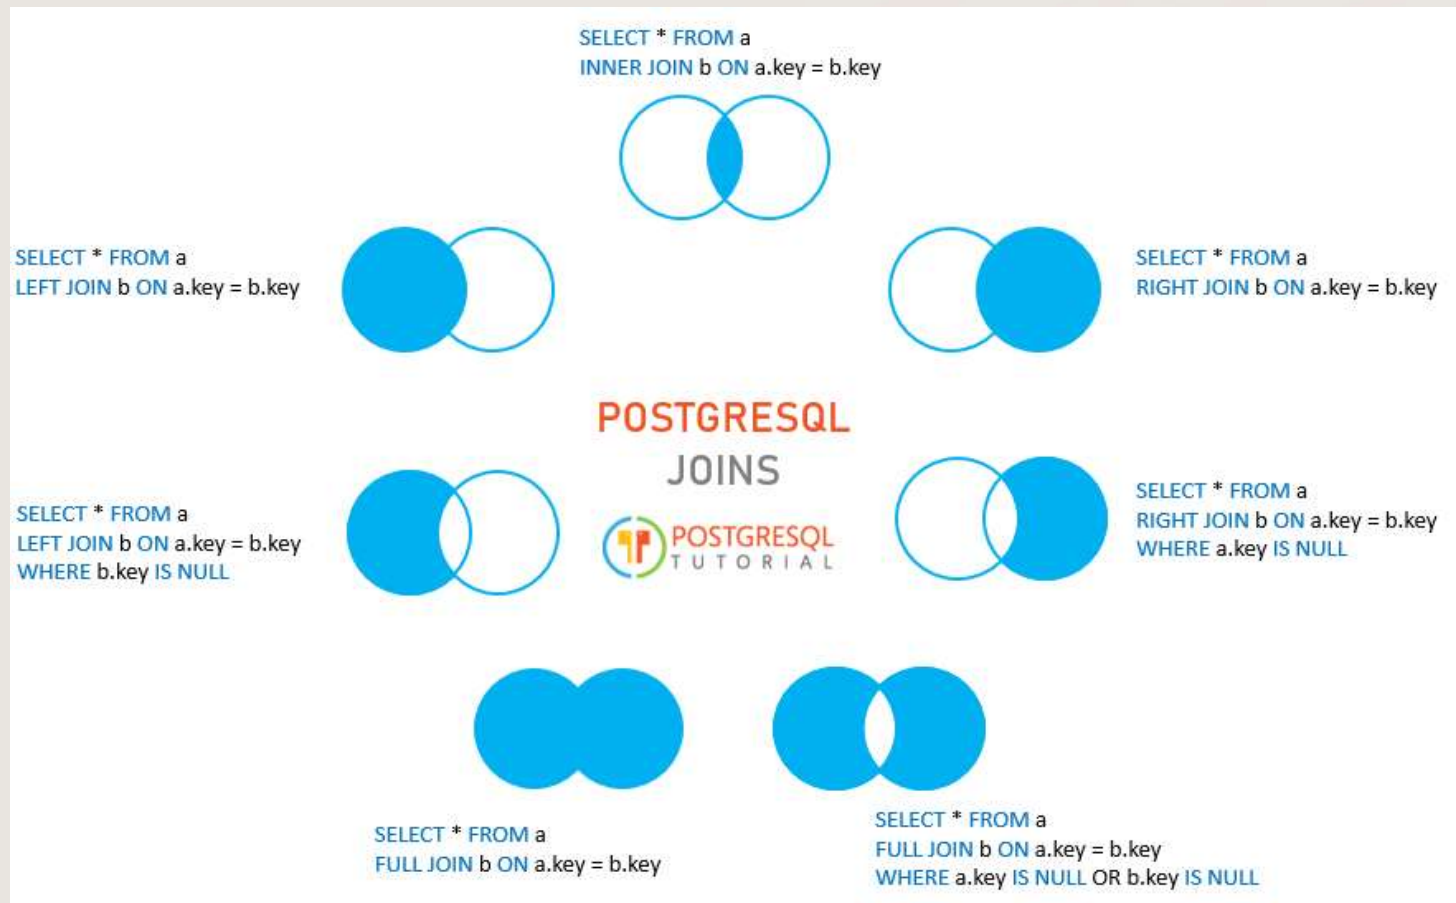 SELECT * FROM a
INNER JOIN b ON a.key = b.key
SELECT * FROM a
LEFT JOIN b ON a.key = b.key
SELECT * FROM a
RIGHT JOIN b ON a.key = b.key
POSTGRESQL
JOINS
POSTGRESQL
TUTORIAL
SELECT * FROM a
LEFT JOIN b ON a.key = b.key
WHERE b.key IS NULL
SELECT * FROM a
RIGHT JOIN b ON a.key = b.key
WHERE a.key IS NULL
SELECT * FROM a
FULL JOIN b ON a.key = b.key
SELECT * FROM a
FULL JOIN b ON a.key = b.key
WHERE a.key IS NULL OR b.key IS NULL